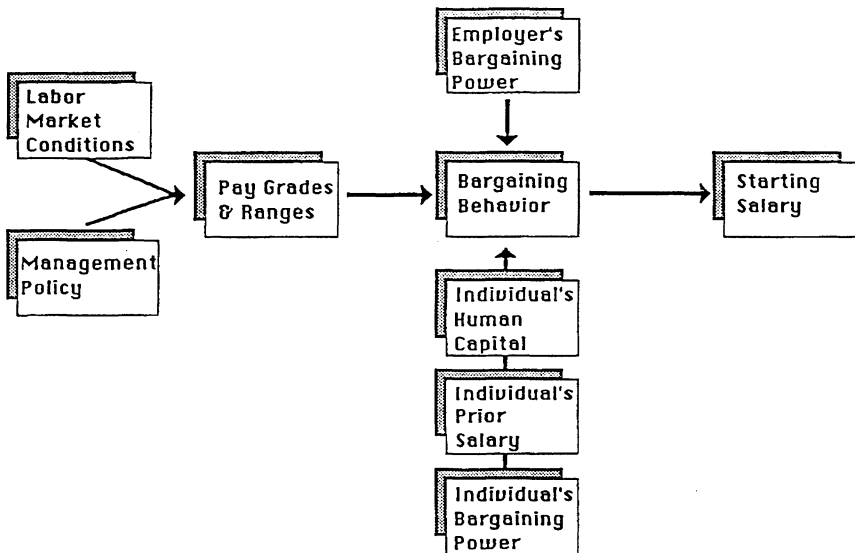 Employer's
Bargaining
Power
Labor
Market
Conditions
Pay Grades
& Ranges
Bargaining
Behavior
Starting
Salary
Management
Policy
Individual's
Human
Capital
Individual's
Prior
Salary
Individual's
Bargaining
Power